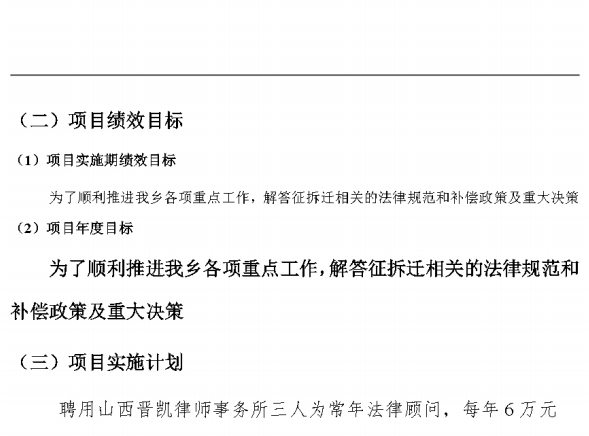 （二）项目绩效目标
（1）项目实施期绩效目标
为了顺利推进我乡各项重点工作，解答征拆迁相关的法律规范和补偿政策及重大决策
（2）项目年度目标
为了顺利推进我乡各项重点工作,解答征拆迁相关的法律规范和
补偿政策及重大决策
（三）项目实施计划
聘用山西晋凯律师事务所三人为常年法律顾问，每年 6 万元